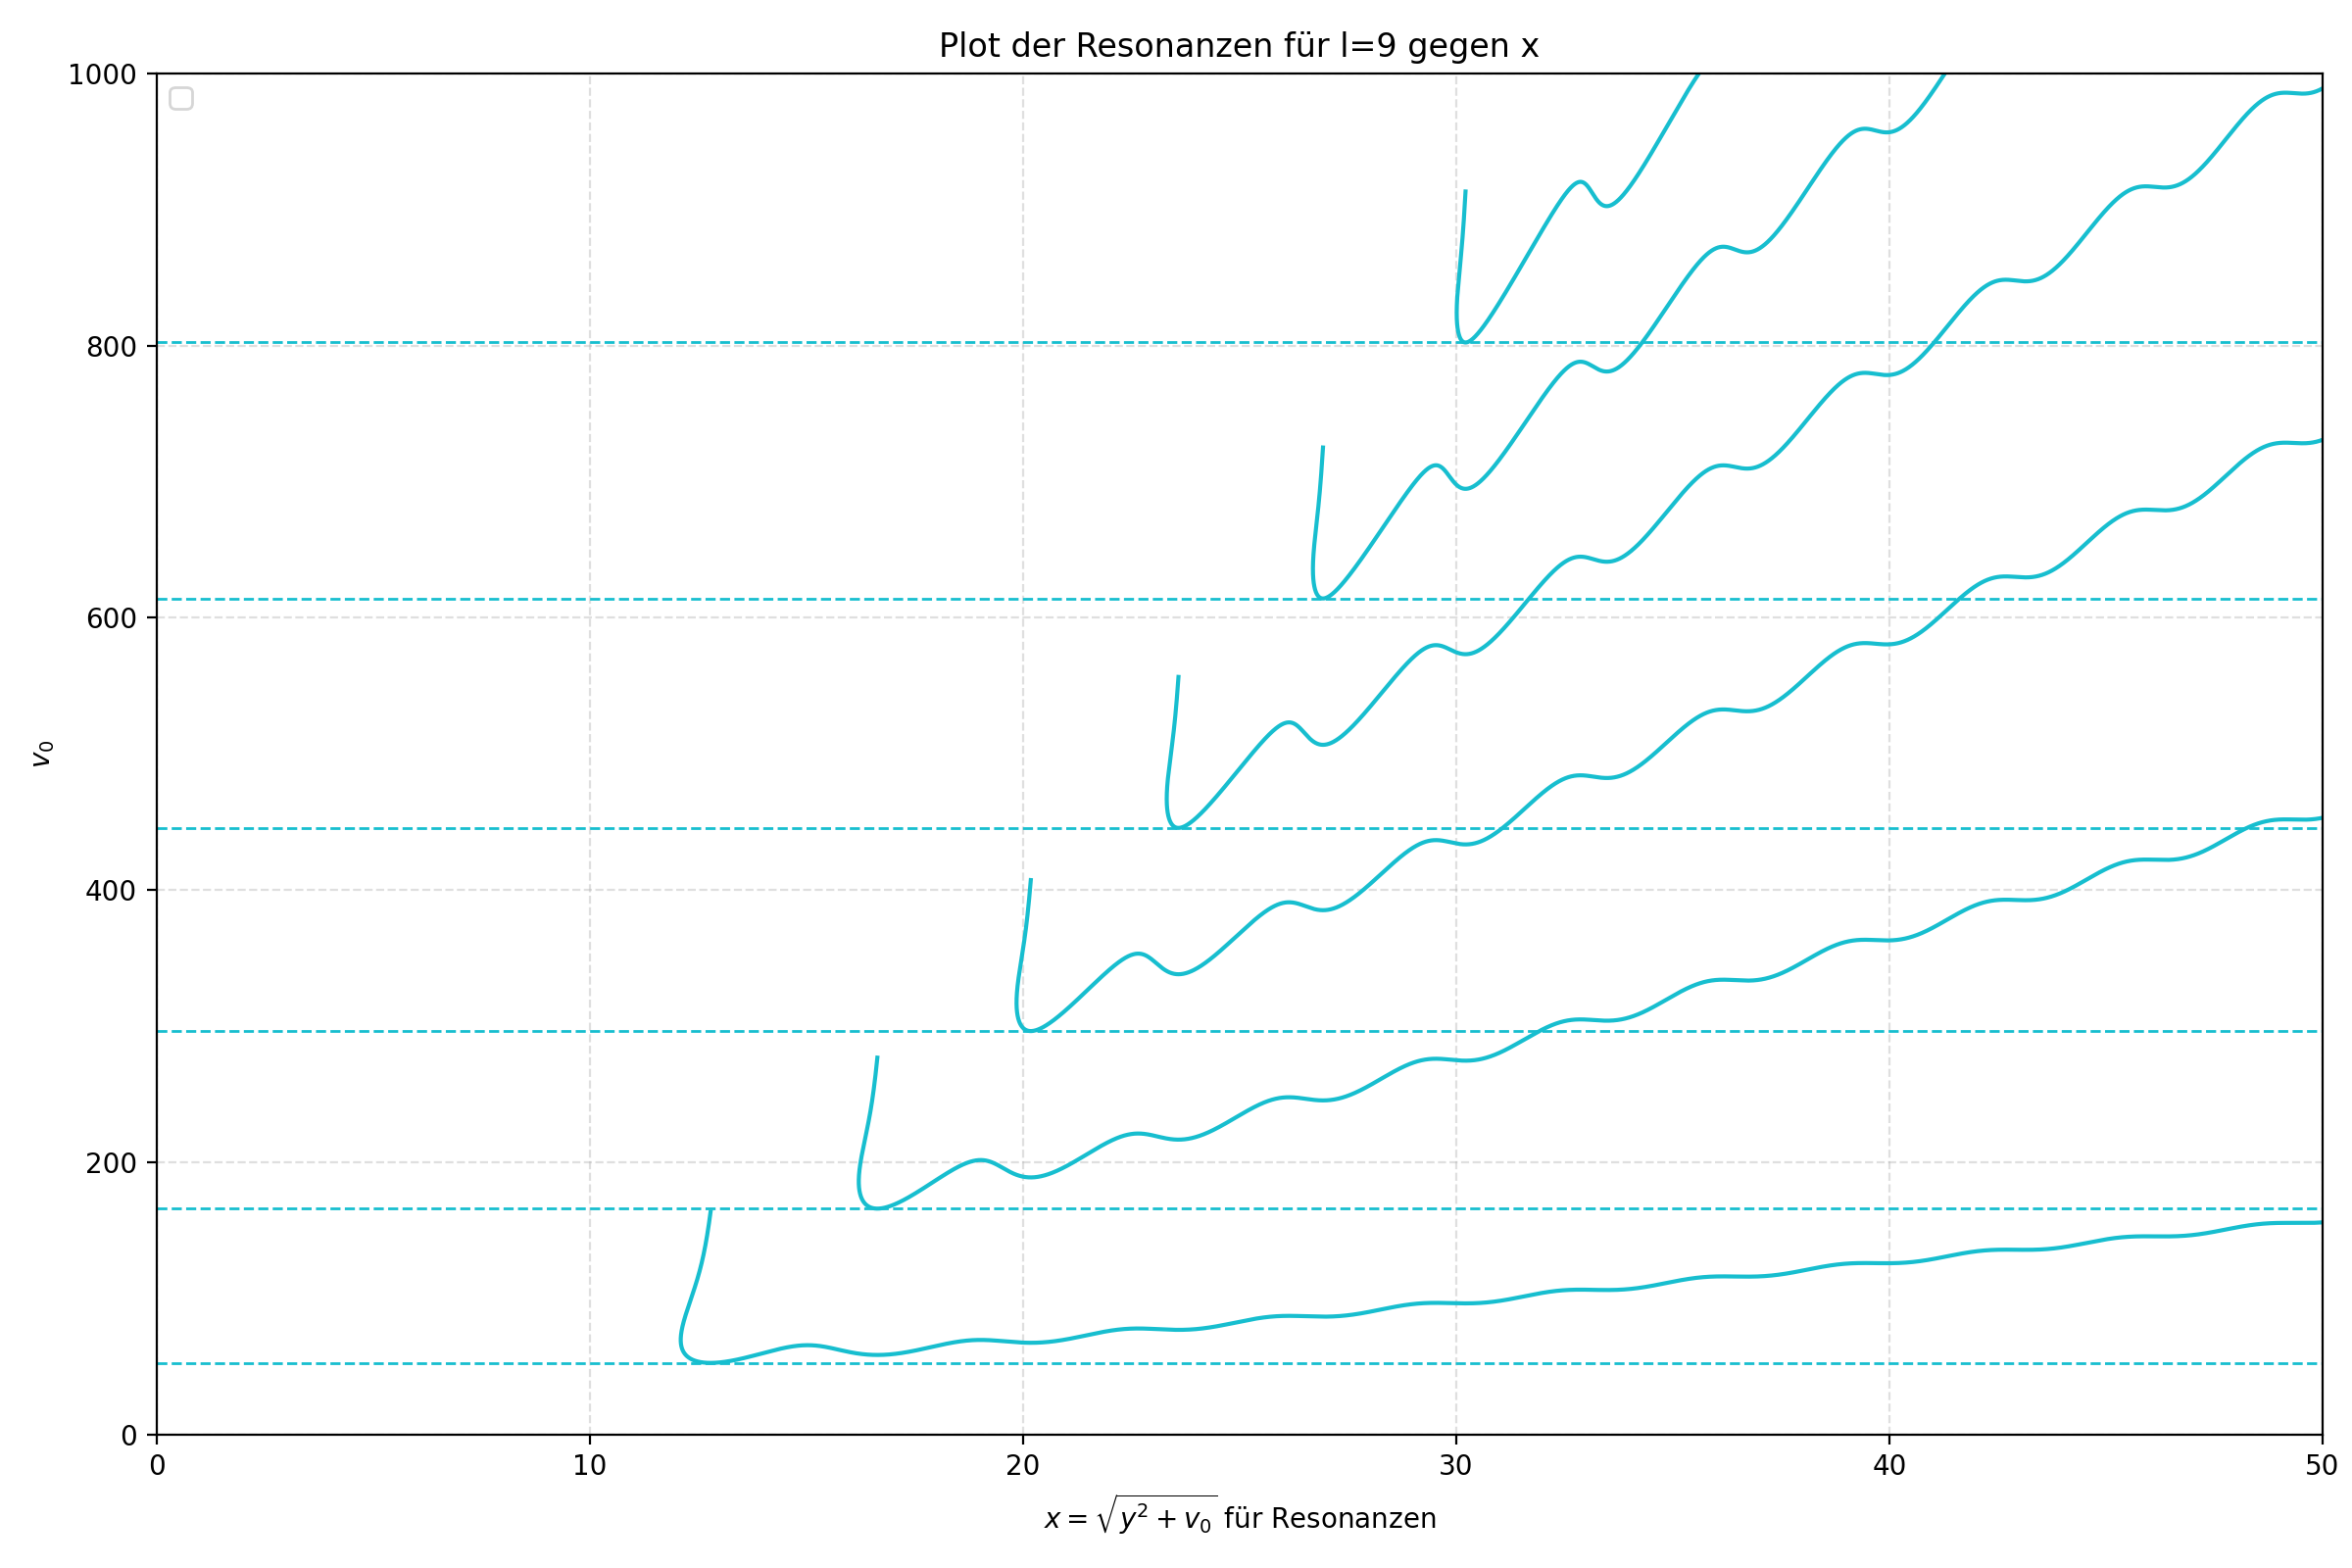 Plot der Resonanzen für l=9 gegen x
1000
800
600
400
200
0
v₀
0 10 20 30 40 50
x = √(y² + v₀) für Resonanzen